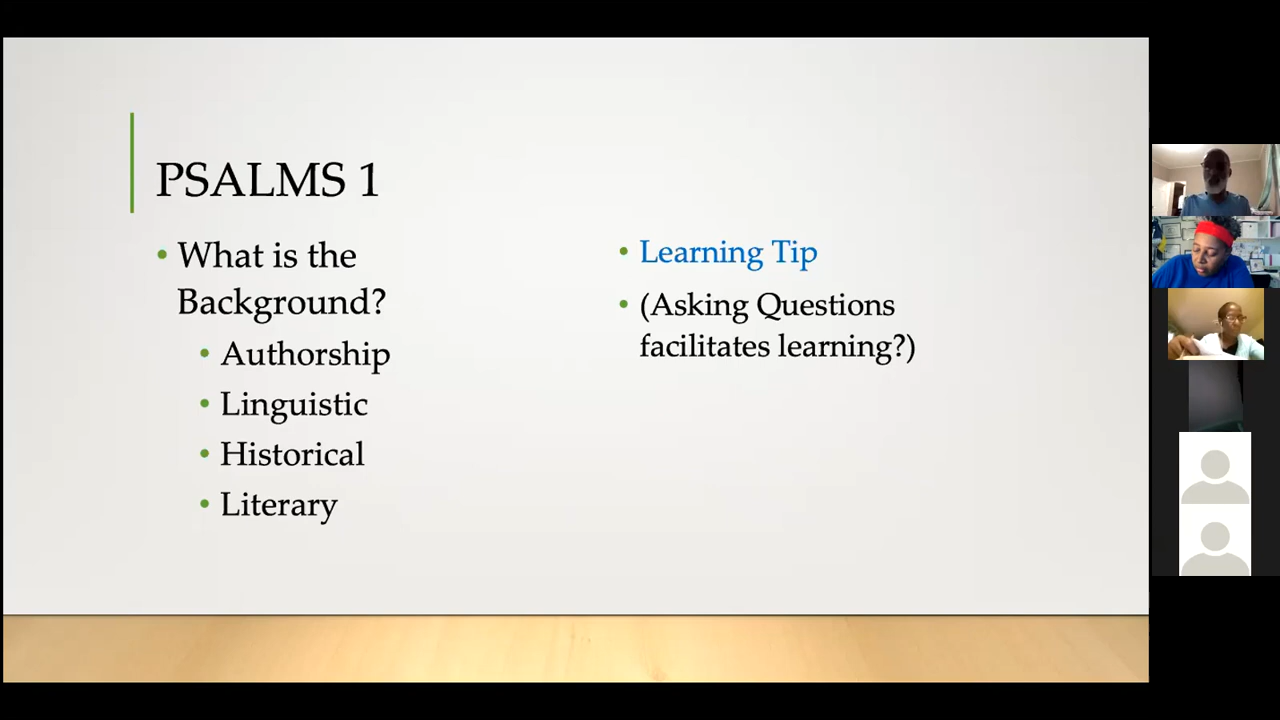 PSALMS 1
• What is the
Background?
• Authorship
• Linguistic
• Historical
• Literary
• Learning Tip
• (Asking Questions
facilitates learning?)